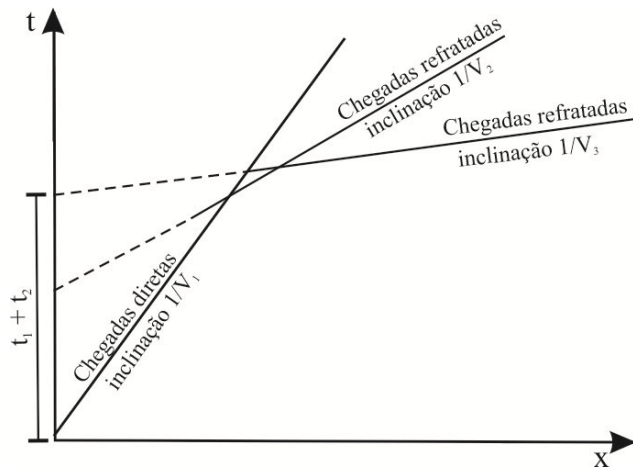 t
Chegadas refratadas
inclinação 1/V₂
Chegadas refratadas
inclinação 1/V₃
t₁ + t₂
Chegadas diretas
inclinação 1/V₁
x